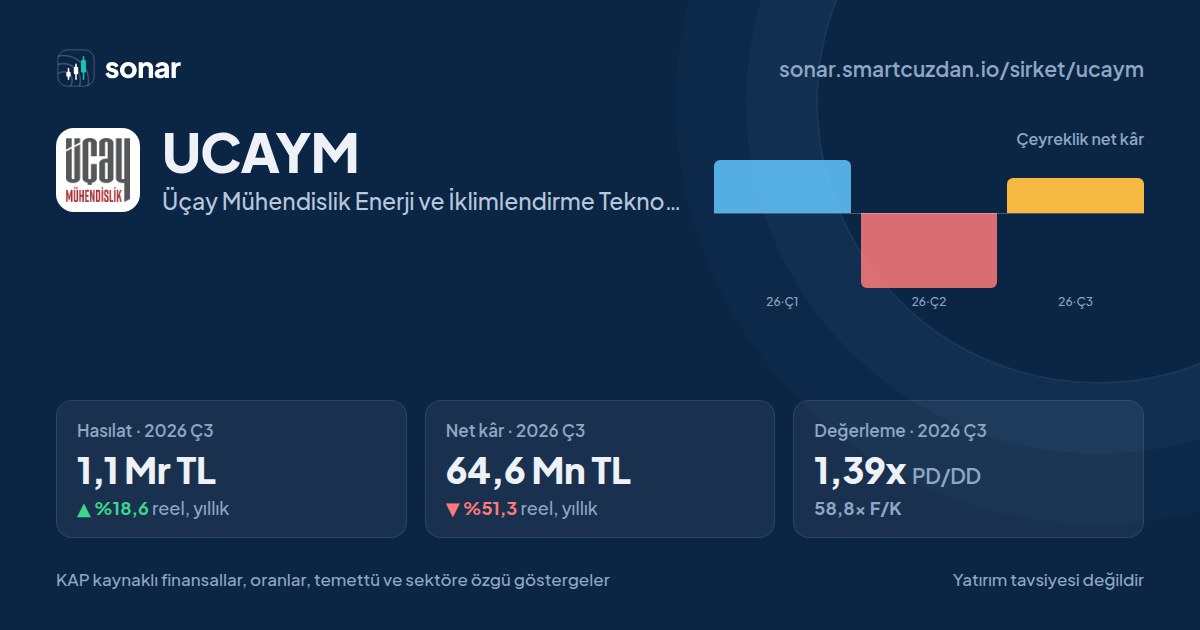 sonar
sonar.smartcuzdan.io/sirket/ucaym
üçay
MÜHENDİSLİK
UCAYM
Üçay Mühendislik Enerji ve İklimlendirme Tekno...
Çeyreklik net kâr
26-Ç1
26-Ç2
26-Ç3
Hasılat · 2026 Ç3
1,1 Mr TL
▲ %18,6 reel, yıllık
Net kâr · 2026 Ç3
64,6 Mn TL
▼ %51,3 reel, yıllık
Değerleme · 2026 Ç3
1,39x PD/DD
58,8x F/K
KAP kaynaklı finansallar, oranlar, temettü ve sektöre özgü göstergeler
Yatırım tavsiyesi değildir